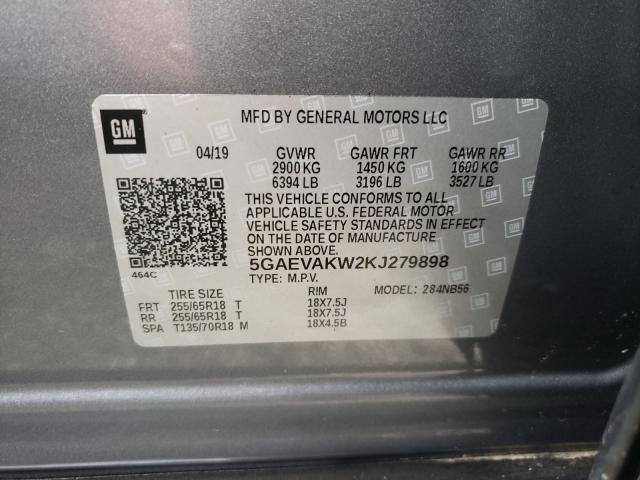 GM
MFD BY GENERAL MOTORS LLC
04/19 GVWR GAWR FRT GAWR RR
2900 KG 1450 KG 1600 KG
6394 LB 3196 LB 3527 LB
THIS VEHICLE CONFORMS TO ALL
APPLICABLE U.S. FEDERAL MOTOR
VEHICLE SAFETY STANDARDS IN EFFECT
ON THE DATE OF MANUFACTURE
SHOWN ABOVE.
464C
5GAEVAKW2KJ279898
TYPE: M.P.V. MODEL: 284NB56
TIRE SIZE RIM
FRT 255/65R18 T 18X7.5J
RR 255/65R18 T 18X7.5J
SPA T135/70R18 M 18X4.5B